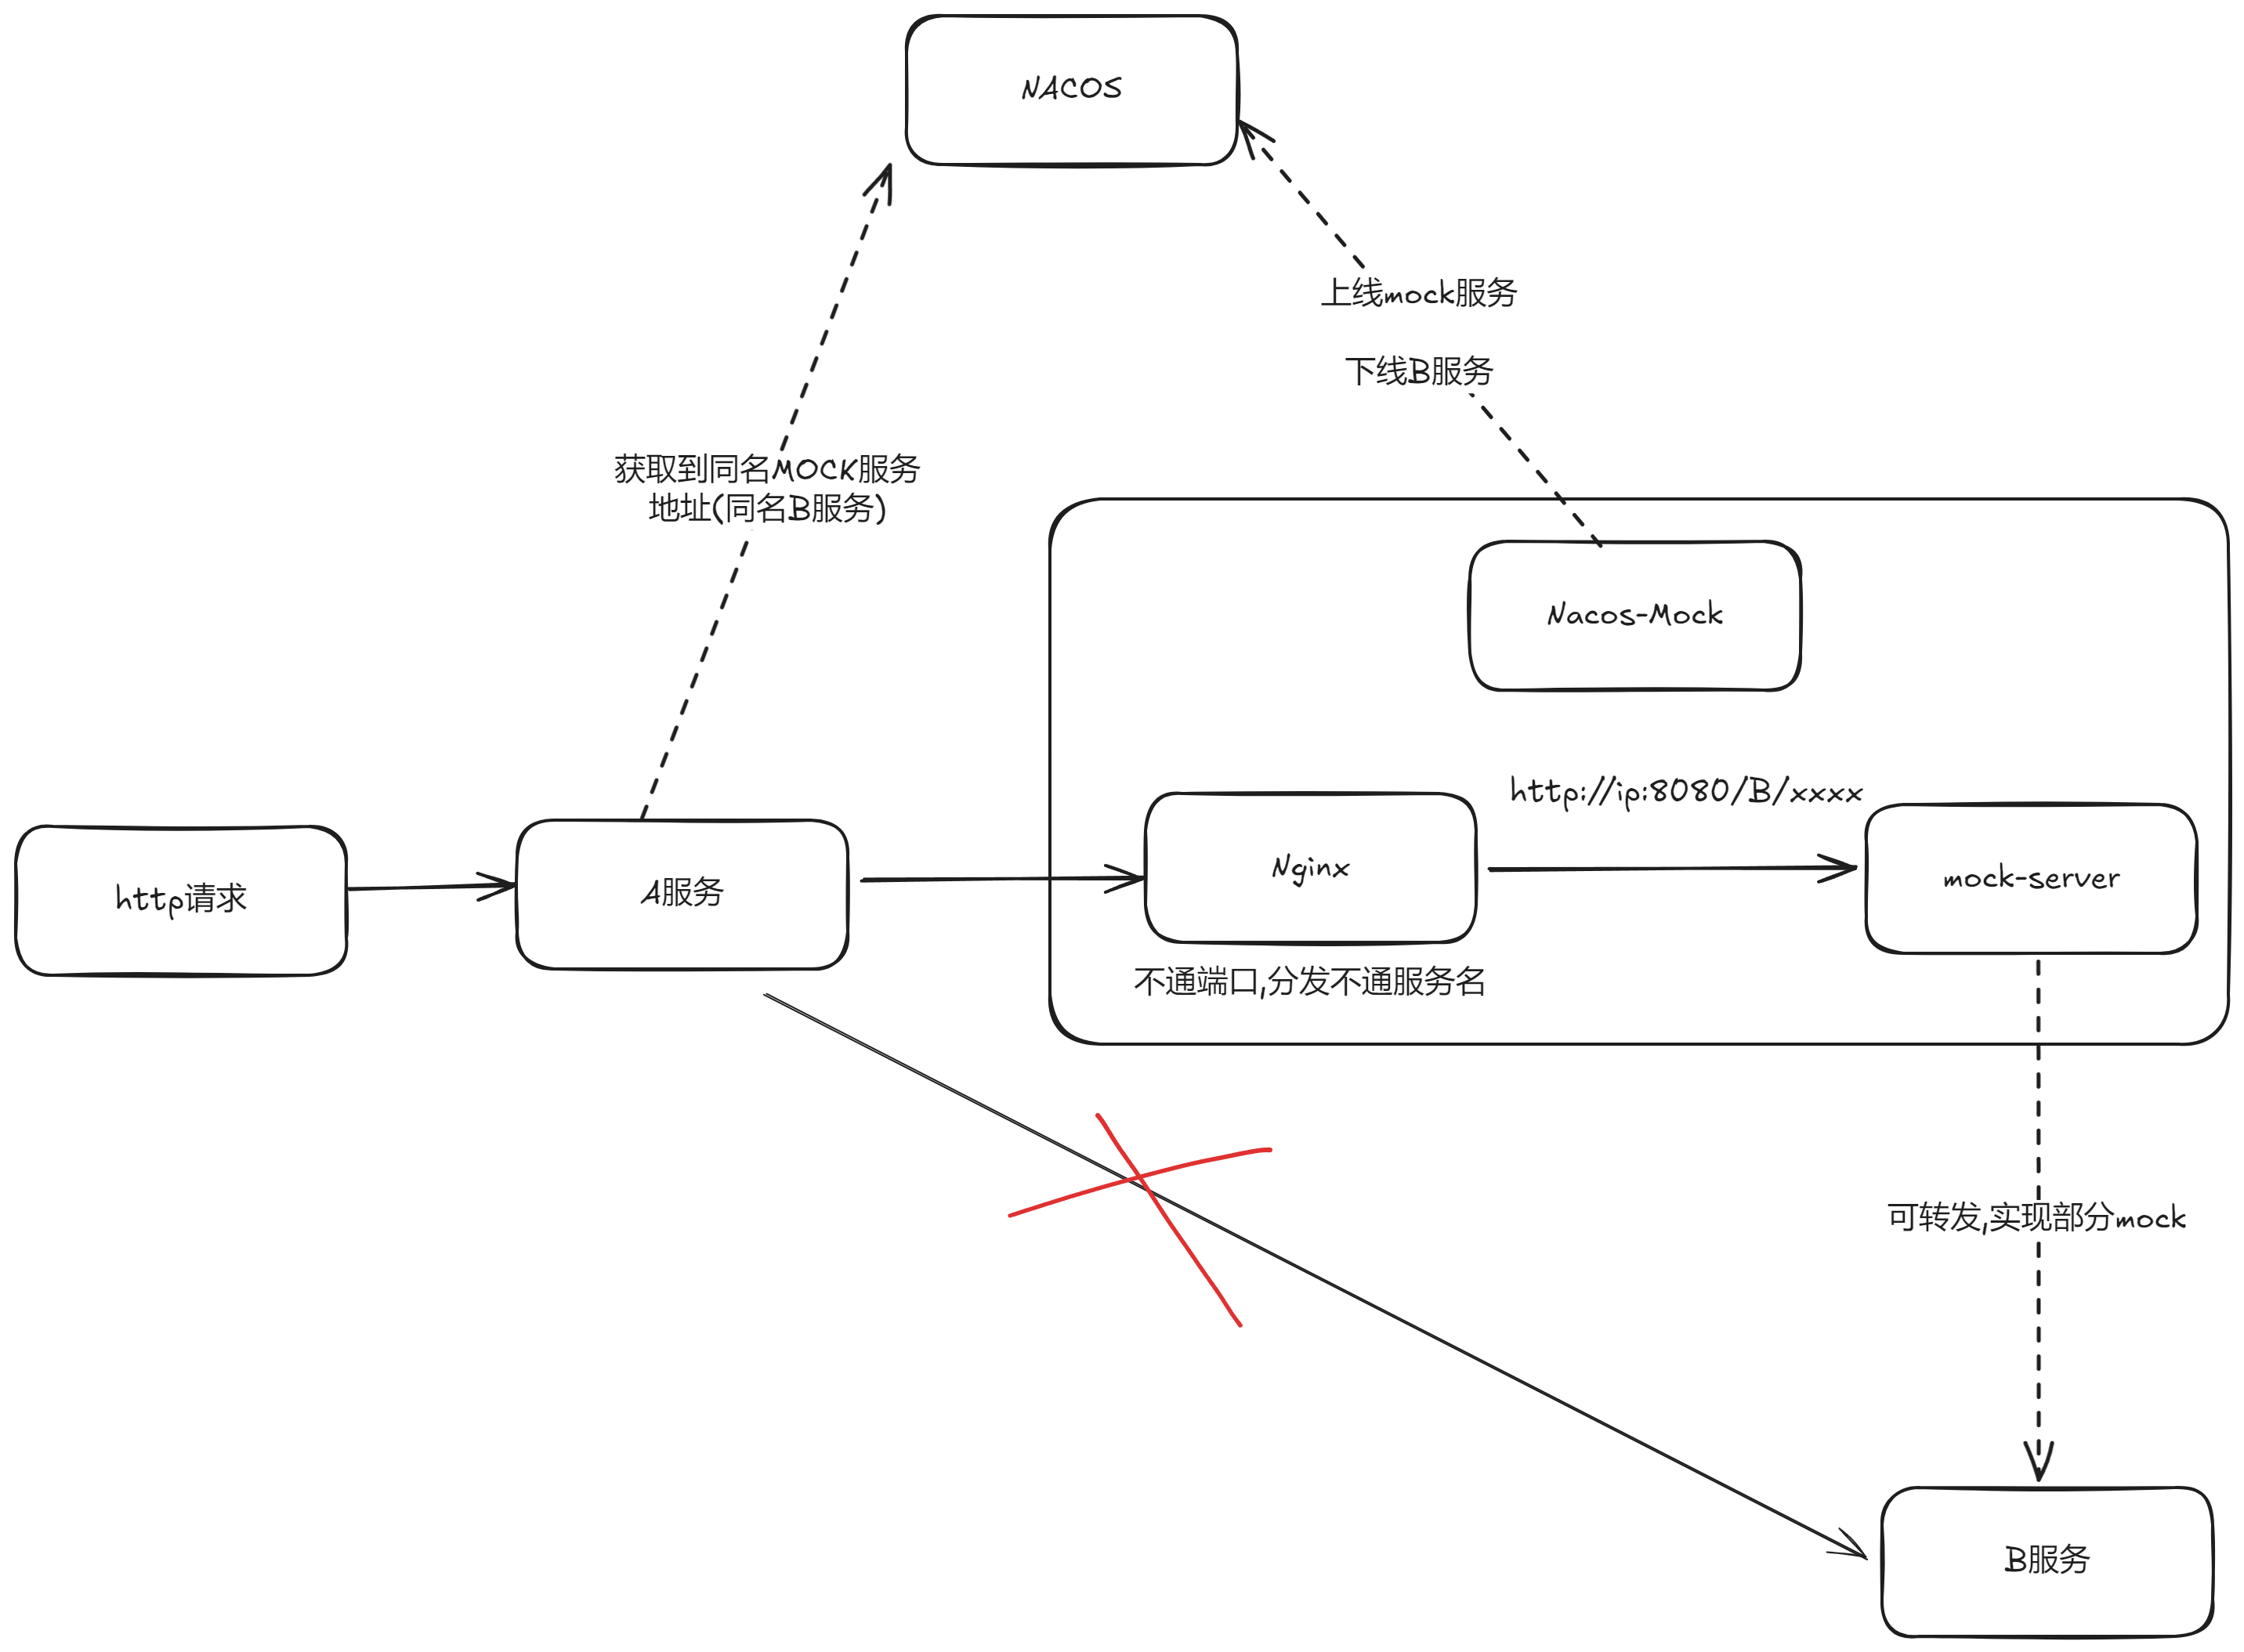 NACOS
上线mock服务
下线B服务
获取到同名MOCK服务
地址(同名B服务)
Nacos-Mock
http://ip:8080/B/xxxx
http请求
A服务
Nginx
mock-server
不通端口,分发不通服务名
可转发,实现部分mock
B服务